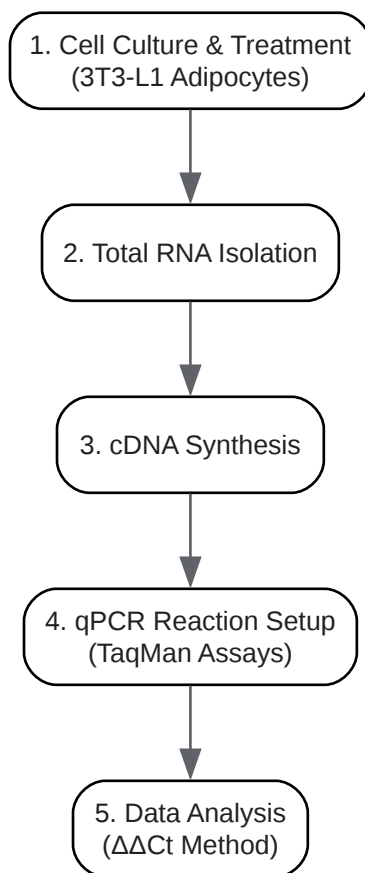 1. Cell Culture & Treatment
(3T3-L1 Adipocytes)
2. Total RNA Isolation
3. cDNA Synthesis
4. qPCR Reaction Setup
(TaqMan Assays)
5. Data Analysis
(ΔΔCt Method)